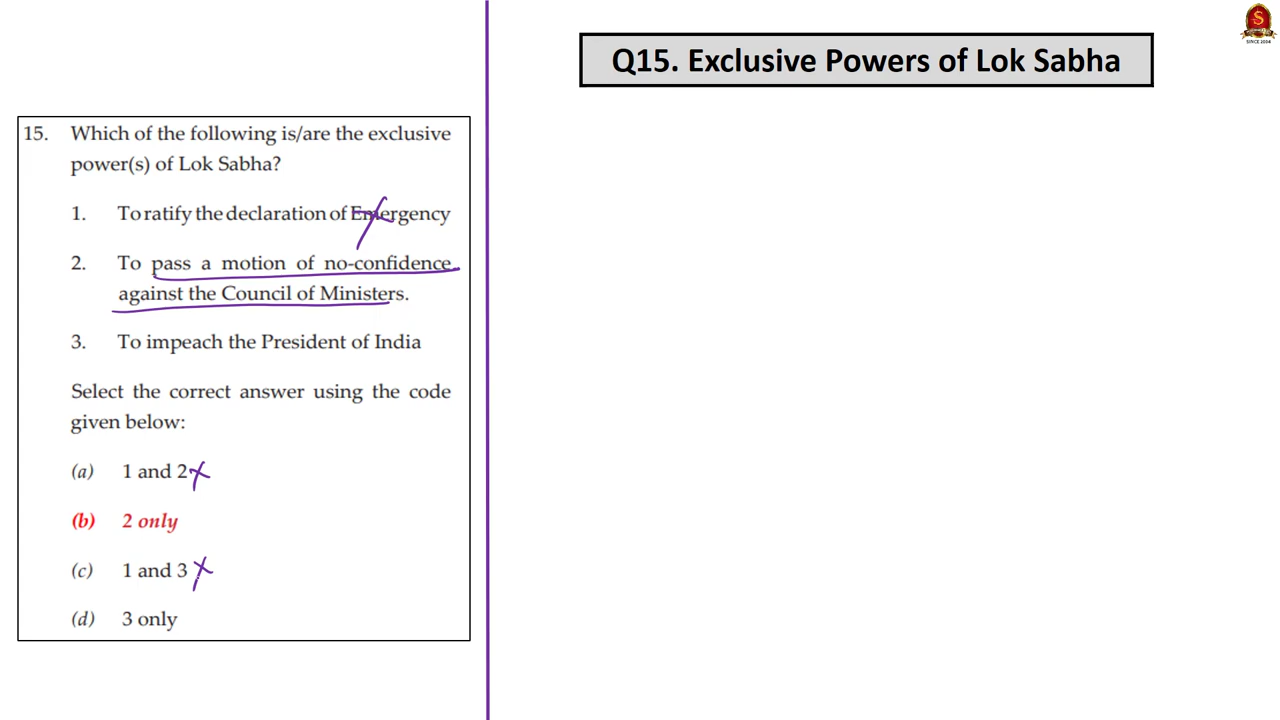 Q15. Exclusive Powers of Lok Sabha
SINCE 2004
15. Which of the following is/are the exclusive
power(s) of Lok Sabha?
1. To ratify the declaration of Emergency
2. To pass a motion of no-confidence
against the Council of Ministers.
3. To impeach the President of India
Select the correct answer using the code
given below:
(a) 1 and 2
(b) 2 only
(c) 1 and 3
(d) 3 only